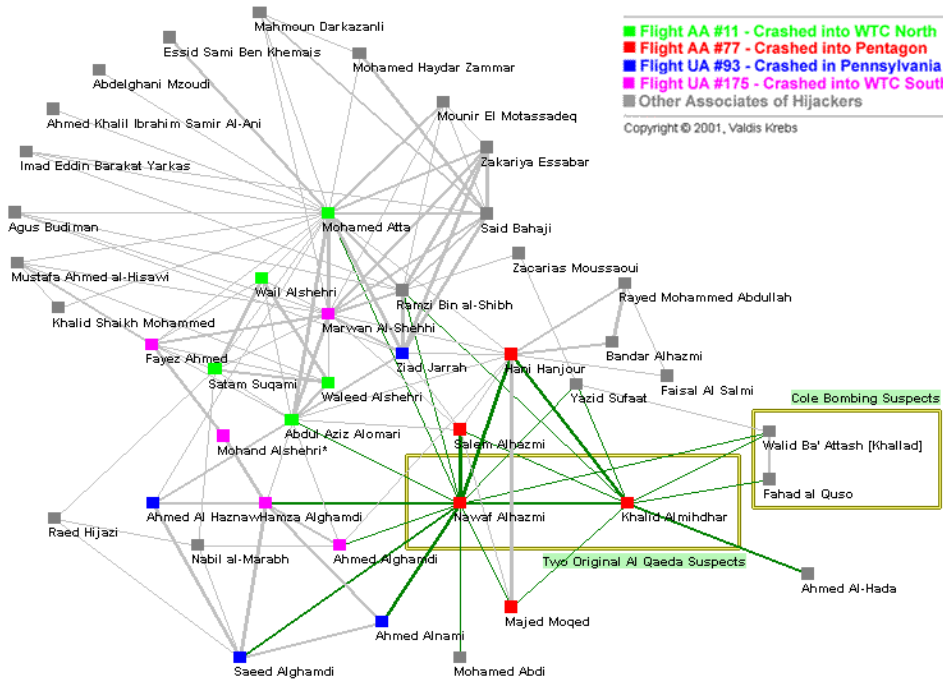 Mahmoun Darkazanli
Flight AA #11 - Crashed into WTC North
Essid Sami Ben Khemais
Flight AA #77 - Crashed into Pentagon
Mohamed Haydar Zammar
Flight UA #93 - Crashed in Pennsylvania
Abdelghani Mzoudi
Flight UA #175 - Crashed into WTC Sout
Other Associates of Hijackers
Ahmed Khalil Ibrahim Samir Al-Ani
Mounir El Motassadeq
Copyright © 2001, Valdis Krebs
Imad Eddin Barakat Yarkas
Zakariya Essabar
Agus Budiman
Mohamed Atta
Said Bahaji
Mustafa Ahmed al-Hisawi
Zacarias Moussaoui
Wail Alshehri
Ramzi Bin al-Shibh
Rayed Mohammed Abdullah
Khalid Shaikh Mohammed
Marwan Al-Shehhi
Fayez Ahmed
Ziad Jarrah
Hani Hanjour
Bandar Alhazmi
Satam Suqami
Waleed Alshehri
Yazid Sufaat
Faisal Al Salmi
Cole Bombing Suspects
Abdul Aziz Alomari
Salem Alhazmi
Mohand Alshehri*
Walid Ba' Attash [Khallad]
Fahad al Quso
Ahmed Al Haznawi
Hamza Alghamdi
Nawaf Alhazmi
Khalid Almihdhar
Raed Hijazi
Nabil al-Marabh
Ahmed Alghamdi
Two Original Al Qaeda Suspects
Ahmed Al-Hada
Ahmed Alnami
Majed Moqed
Saeed Alghamdi
Mohamed Abdi